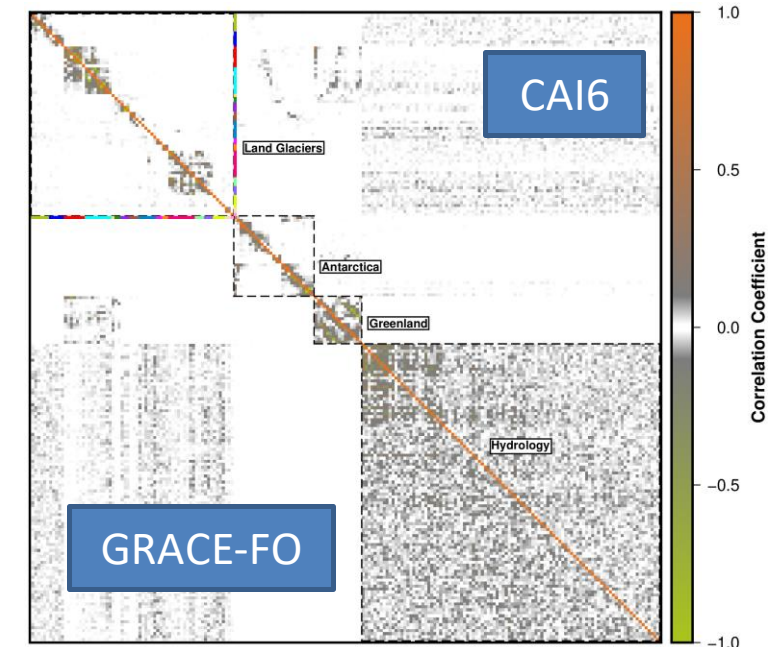 1.0
CAI6
Land Glaciers
0.5
Antarctica
0.0
Greenland
Correlation Coefficient
Hydrology
−0.5
GRACE-FO
−1.0